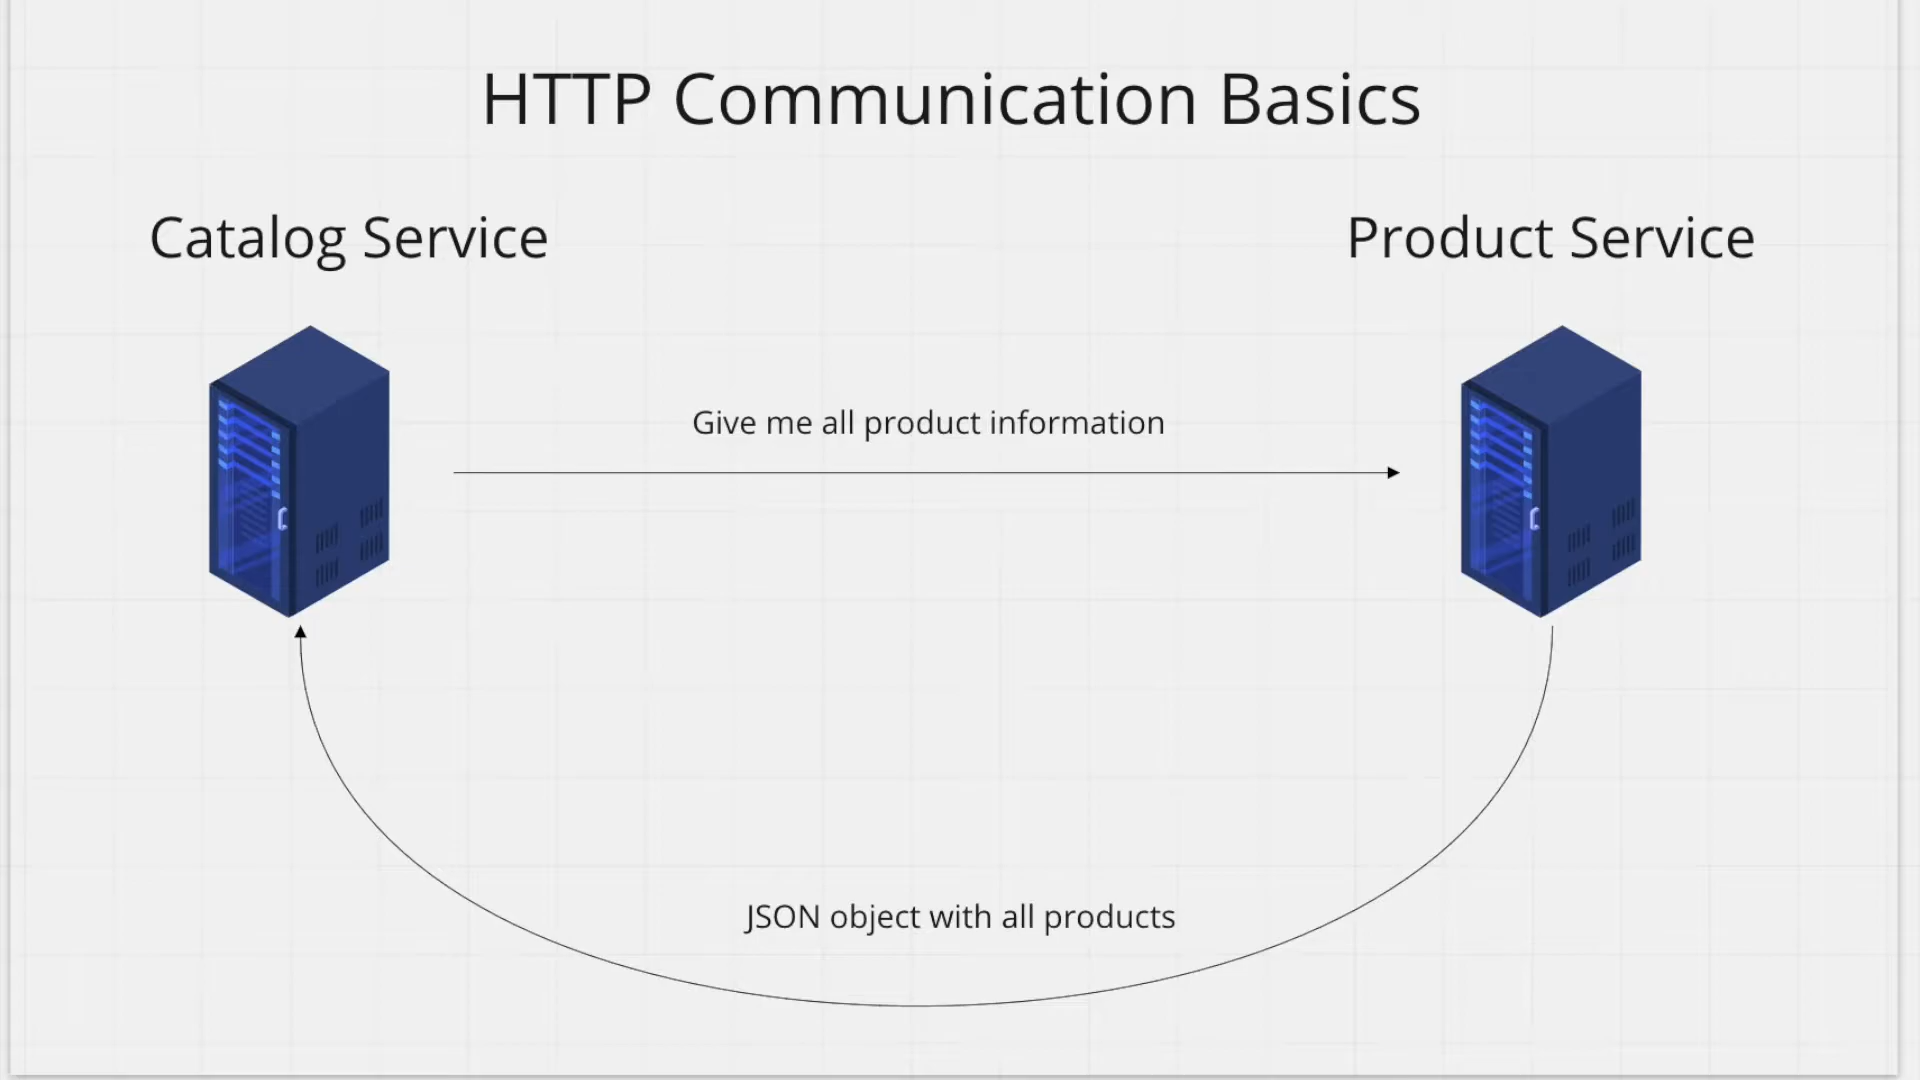 HTTP Communication Basics
Catalog Service
Product Service
Give me all product information
JSON object with all products